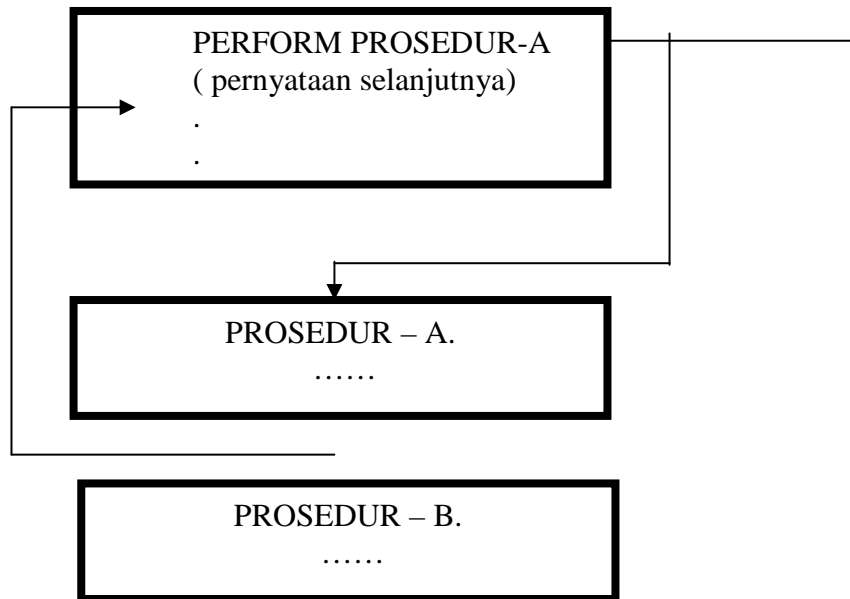 PERFORM PROSEDUR-A
( pernyataan selanjutnya)
.
.
PROSEDUR – A.
……
PROSEDUR – B.
……